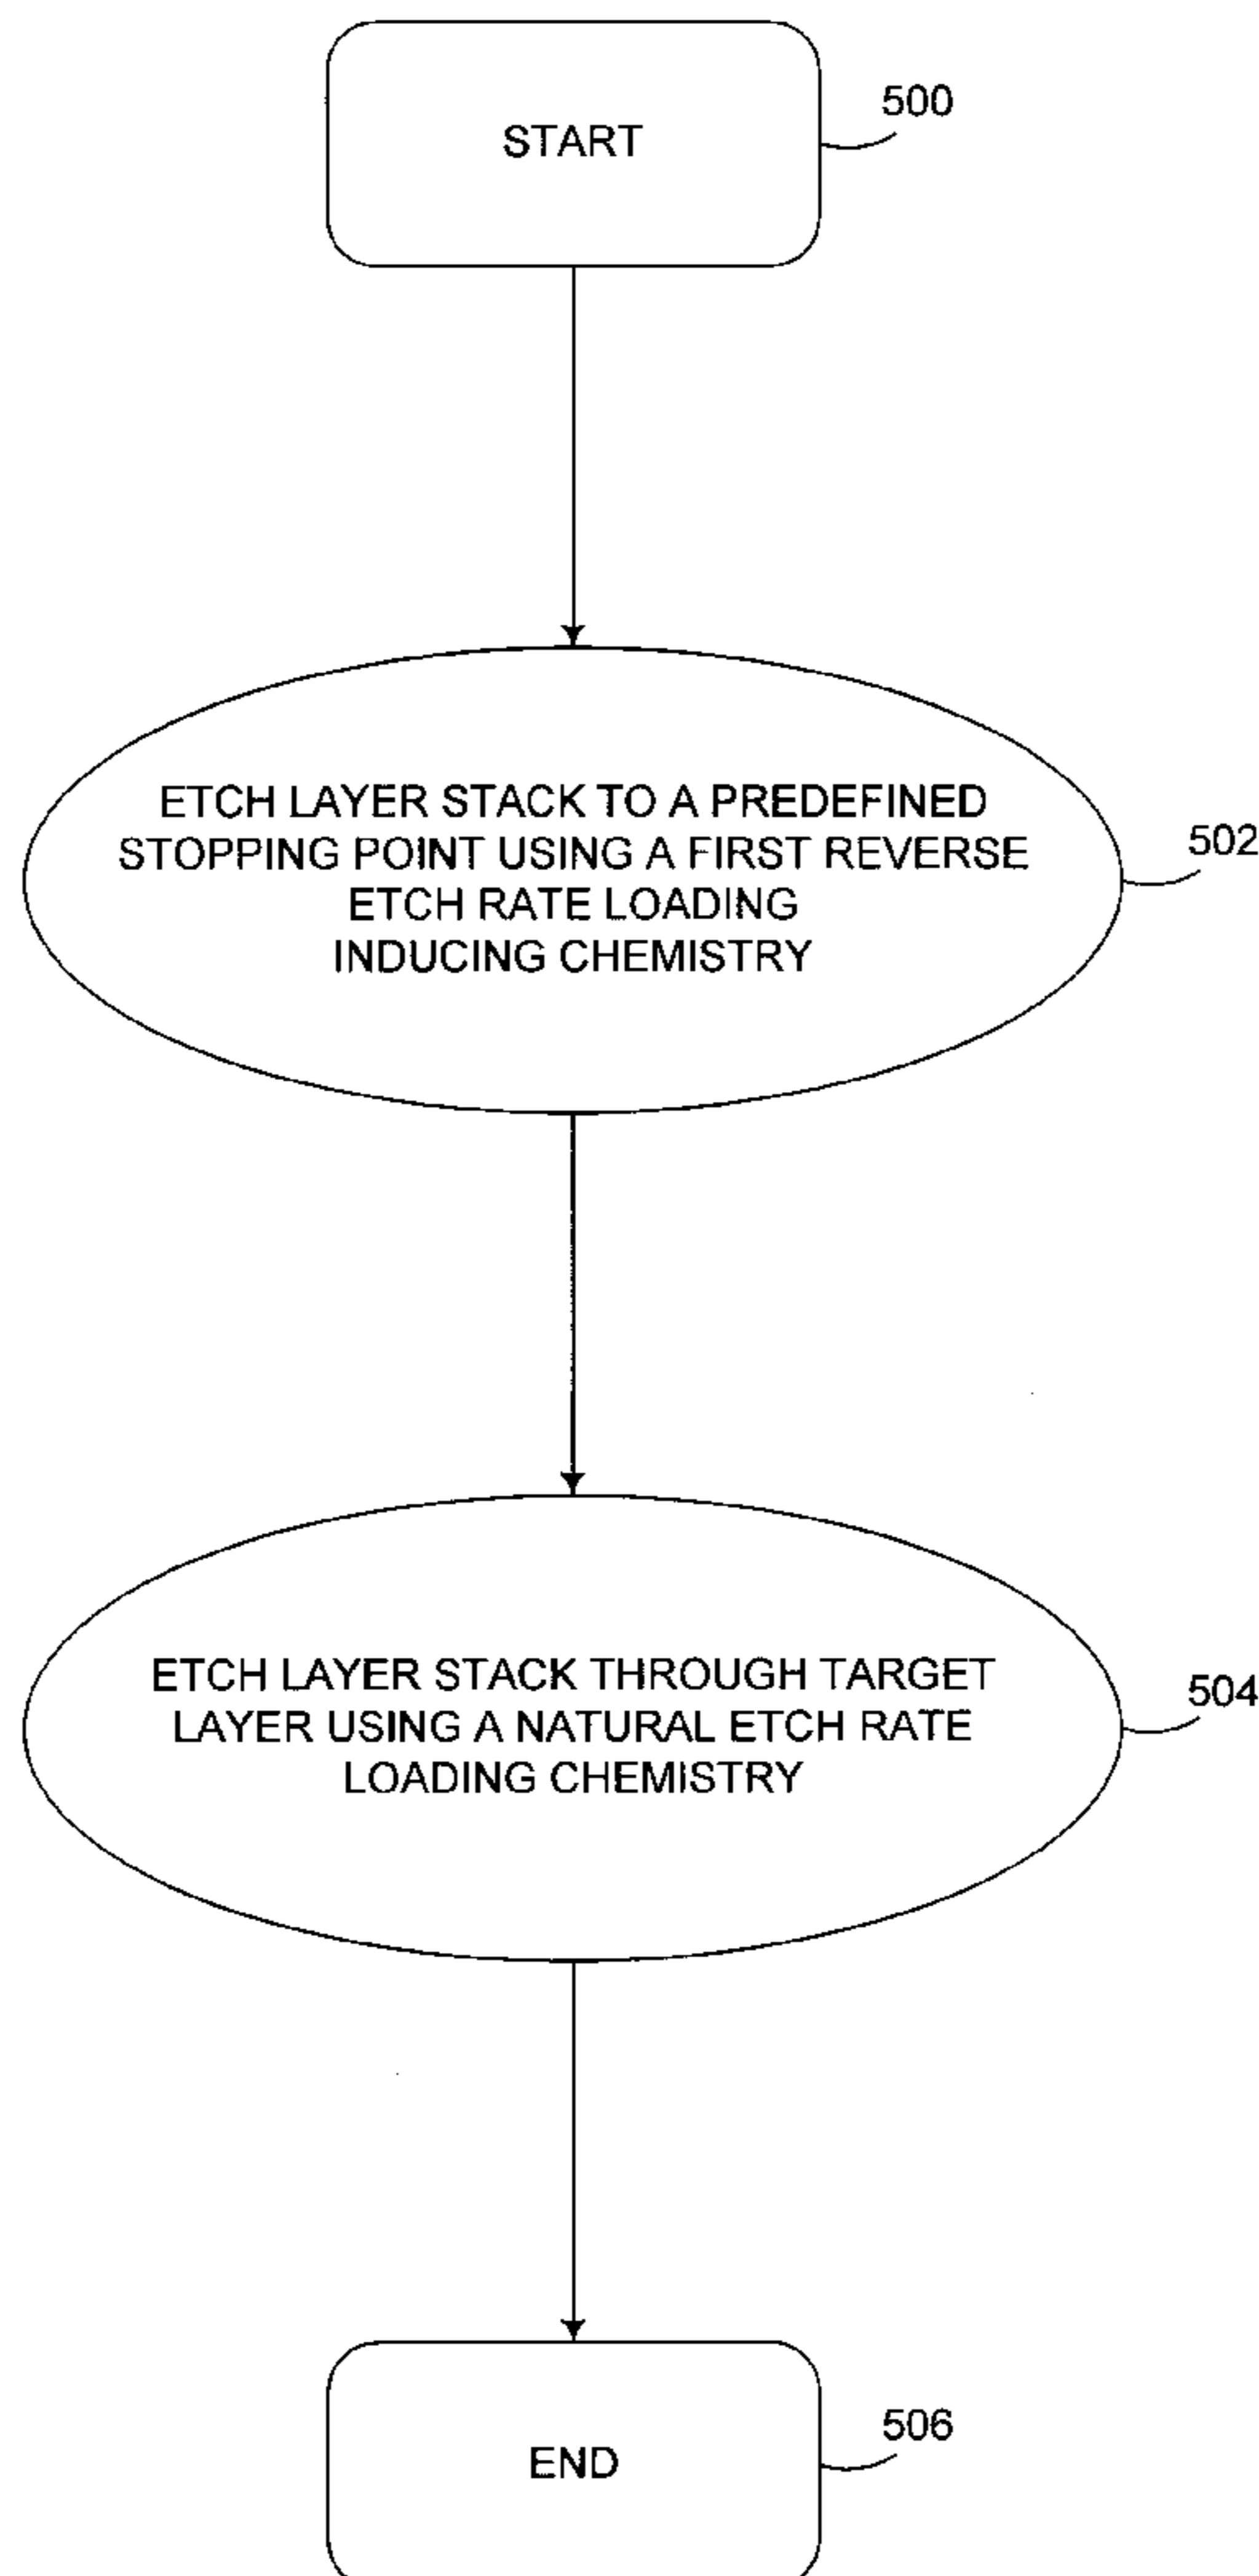 START
500
ETCH LAYER STACK TO A PREDEFINED
STOPPING POINT USING A FIRST REVERSE
ETCH RATE LOADING
INDUCING CHEMISTRY
502
ETCH LAYER STACK THROUGH TARGET
LAYER USING A NATURAL ETCH RATE
LOADING CHEMISTRY
504
END
506